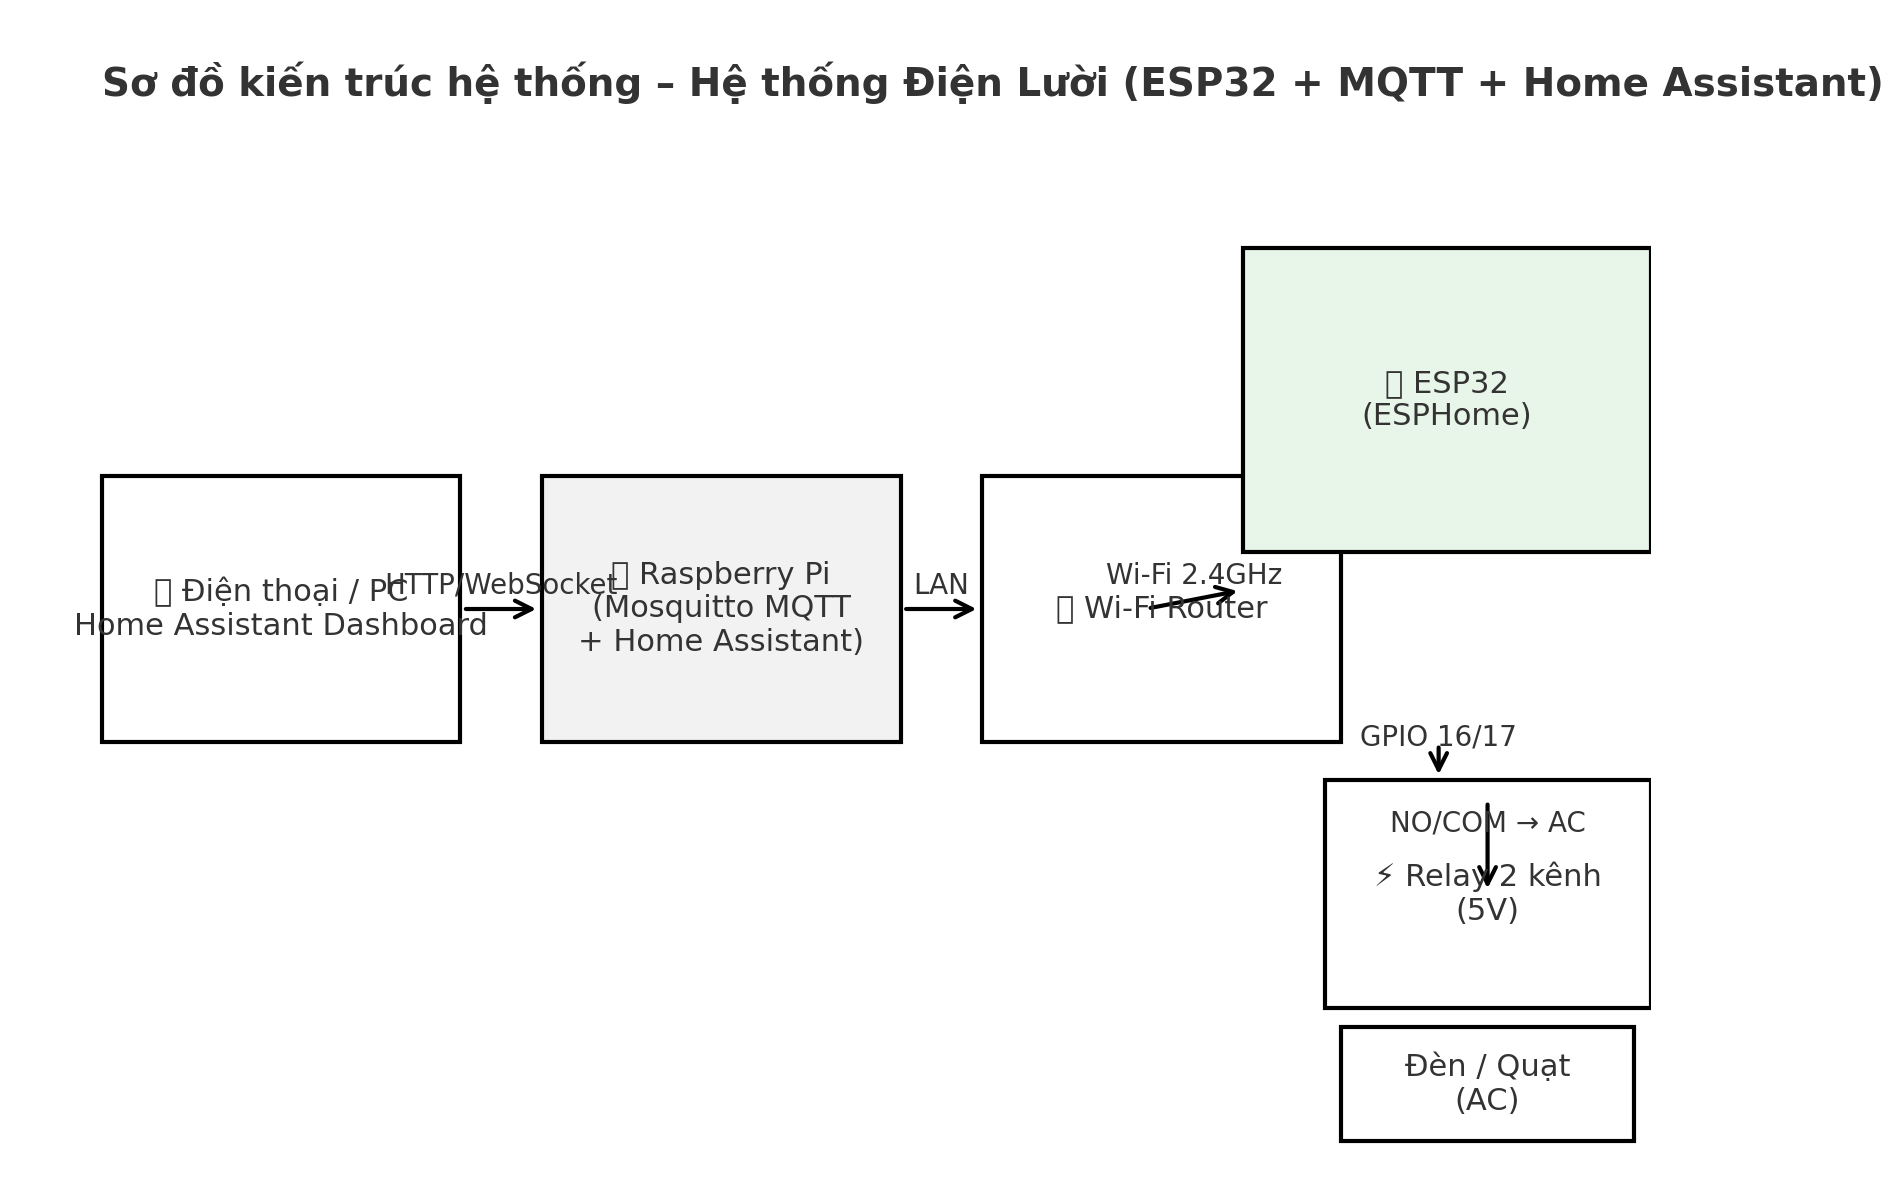 Sơ đồ kiến trúc hệ thống – Hệ thống Điện Lười (ESP32 + MQTT + Home Assistant)
ESP32
(ESPHome)
Điện thoại / PC
Home Assistant Dashboard
HTTP/WebSocket
Raspberry Pi
(Mosquitto MQTT
+ Home Assistant)
LAN
Wi-Fi 2.4GHz
Wi-Fi Router
GPIO 16/17
NO/COM → AC
⚡ Relay 2 kênh
(5V)
Đèn / Quạt
(AC)